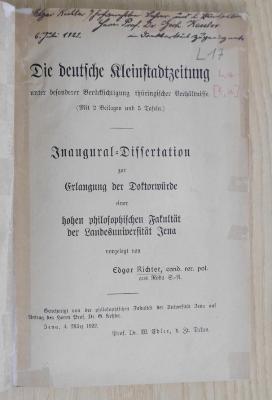 L 17
Die deutsche Kleinstadtzeitung
unter besonderer Berücksichtigung thüringischer Verhältnisse.
(Mit 2 Beilagen und 5 Tafeln.)
Inaugural-Dissertation
zur
Erlangung der Doktorwürde
einer
hohen philosophischen Fakultät
der Landesuniversität Jena
vorgelegt von
Edgar Richter, cand. rer. pol.
aus Roda S.-A.
Genehmigt von der philosophischen Fakultät der Universität Jena auf
Antrag des Herrn Prof. Dr. G. Keßler.
Jena, 4. März 1922.
Prof. Dr. W. Edler, d. Zt. Dekan.